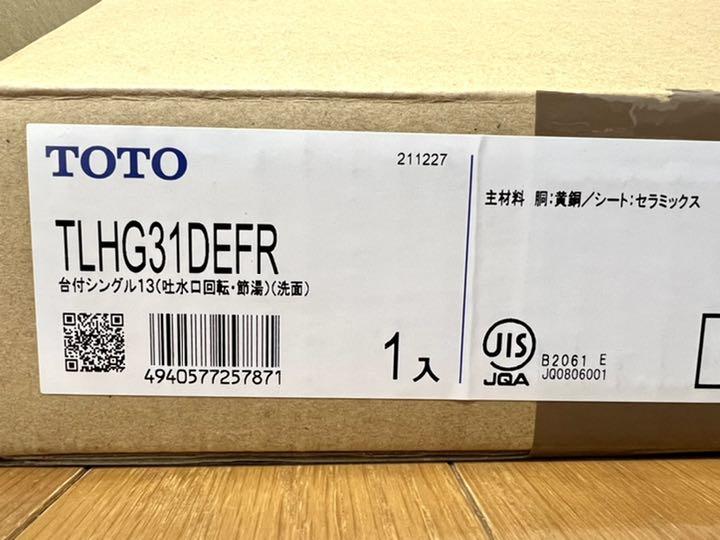 TOTO
211227
TLHG31DEFR
台付シングル13(吐水口回転・節湯)(洗面)
4940577257871
1入
主材料 胴:黄銅/シート:セラミックス
JIS
JQA
B2061 E
JQ0806001